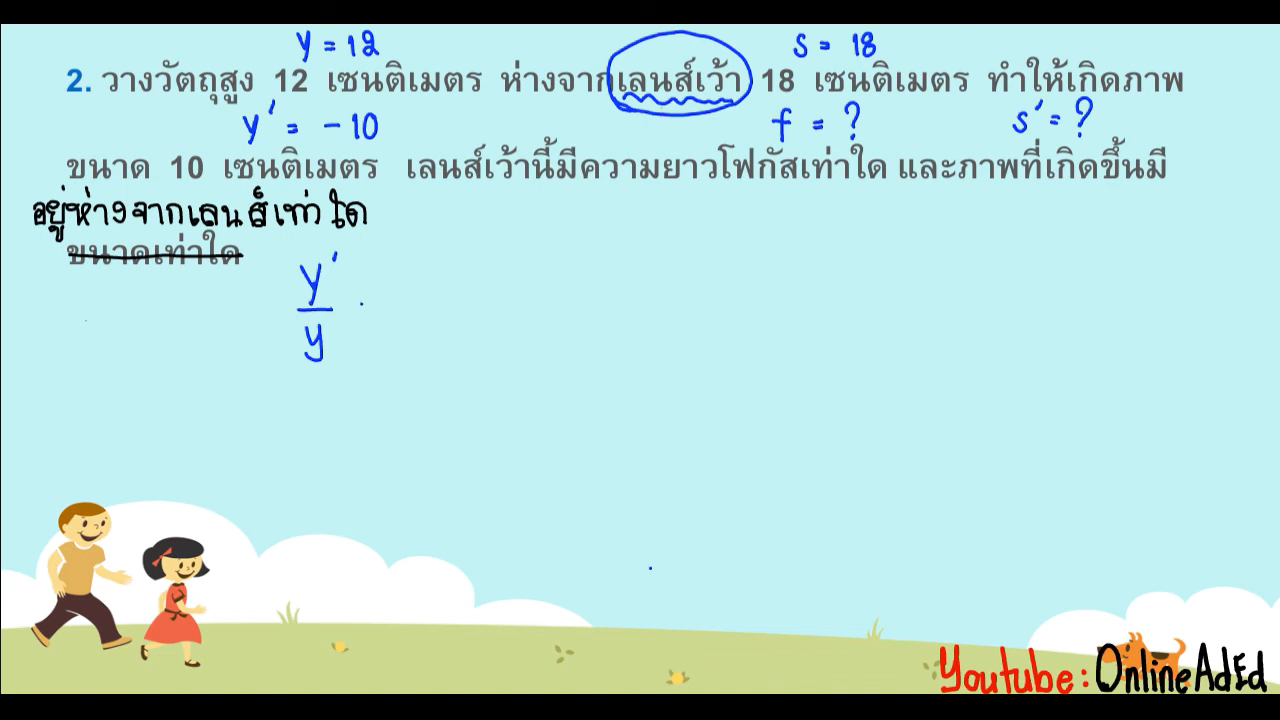 y = 12 s = 18
2. วางวัตถุสูง 12 เซนติเมตร ห่างจากเลนส์เว้า 18 เซนติเมตร ทำให้เกิดภาพ
y' = -10 f = ? s' = ?
ขนาด 10 เซนติเมตร เลนส์เว้านี้มีความยาวโฟกัสเท่าใด และภาพที่เกิดขึ้นมี
อยู่ห่างจากเลนส์เท่าใด
ขนาดเท่าใด
y'
y
Youtube: OnlineAdEd